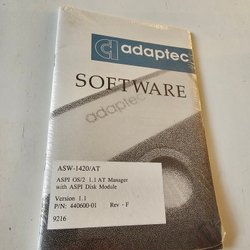 adaptec
SOFTWARE
adaptec
ASW-1420/AT
ASPI OS/2 1.1 AT Manager
with ASPI Disk Module
Version 1.1
P/N: 440600-01 Rev - F
9216